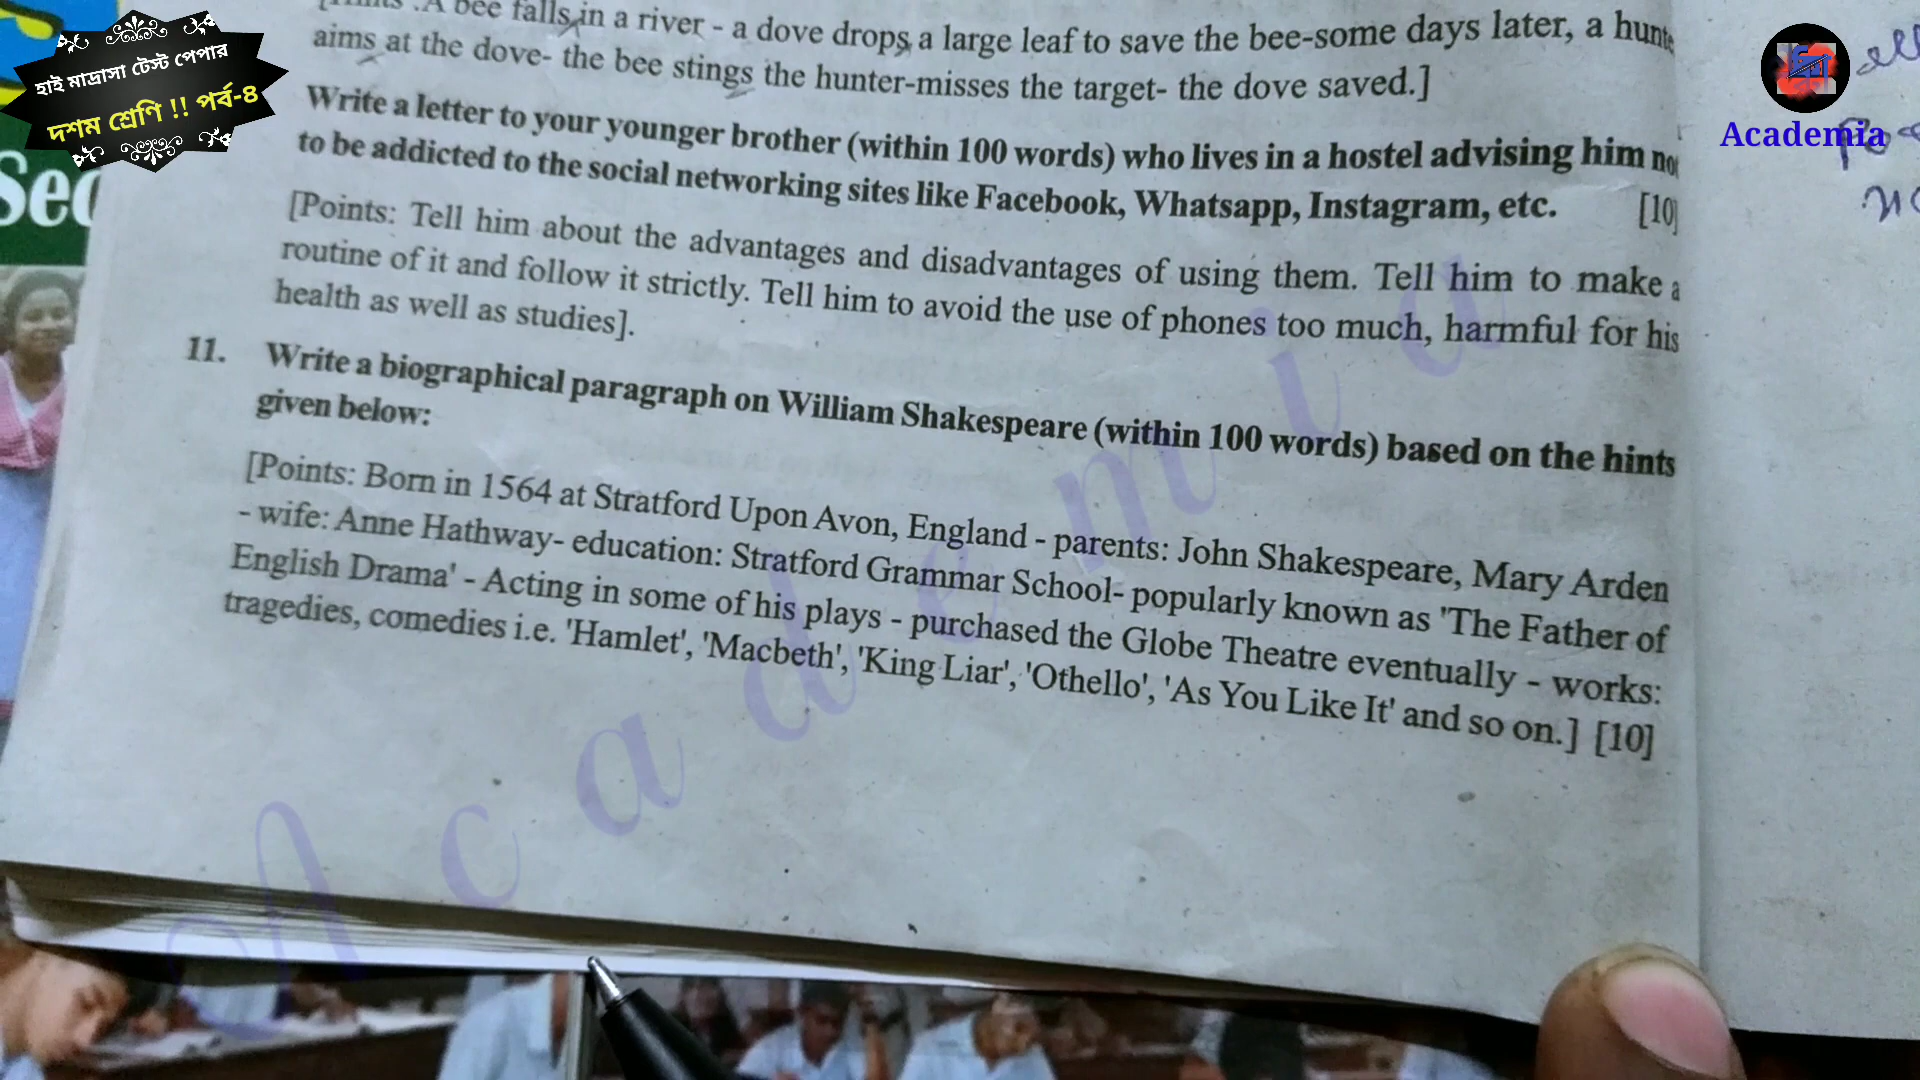 হাই মাদ্রাসা টেস্ট পেপার
দশম শ্রেণি !! পর্ব-৪
Academia
Sec
A bee falls in a river - a dove drops a large leaf to save the bee-some days later, a hunte
aims at the dove- the bee stings the hunter-misses the target- the dove saved.]
Write a letter to your younger brother (within 100 words) who lives in a hostel advising him not
to be addicted to the social networking sites like Facebook, Whatsapp, Instagram, etc. [10]
[Points: Tell him about the advantages and disadvantages of using them. Tell him to make a
routine of it and follow it strictly. Tell him to avoid the use of phones too much, harmful for his
health as well as studies].
11. Write a biographical paragraph on William Shakespeare (within 100 words) based on the hints
given below:
[Points: Born in 1564 at Stratford Upon Avon, England - parents: John Shakespeare, Mary Arden
- wife: Anne Hathway- education: Stratford Grammar School- popularly known as 'The Father of
English Drama' - Acting in some of his plays - purchased the Globe Theatre eventually - works:
tragedies, comedies i.e. 'Hamlet', 'Macbeth', 'King Liar', 'Othello', 'As You Like It' and so on.] [10]
Academia